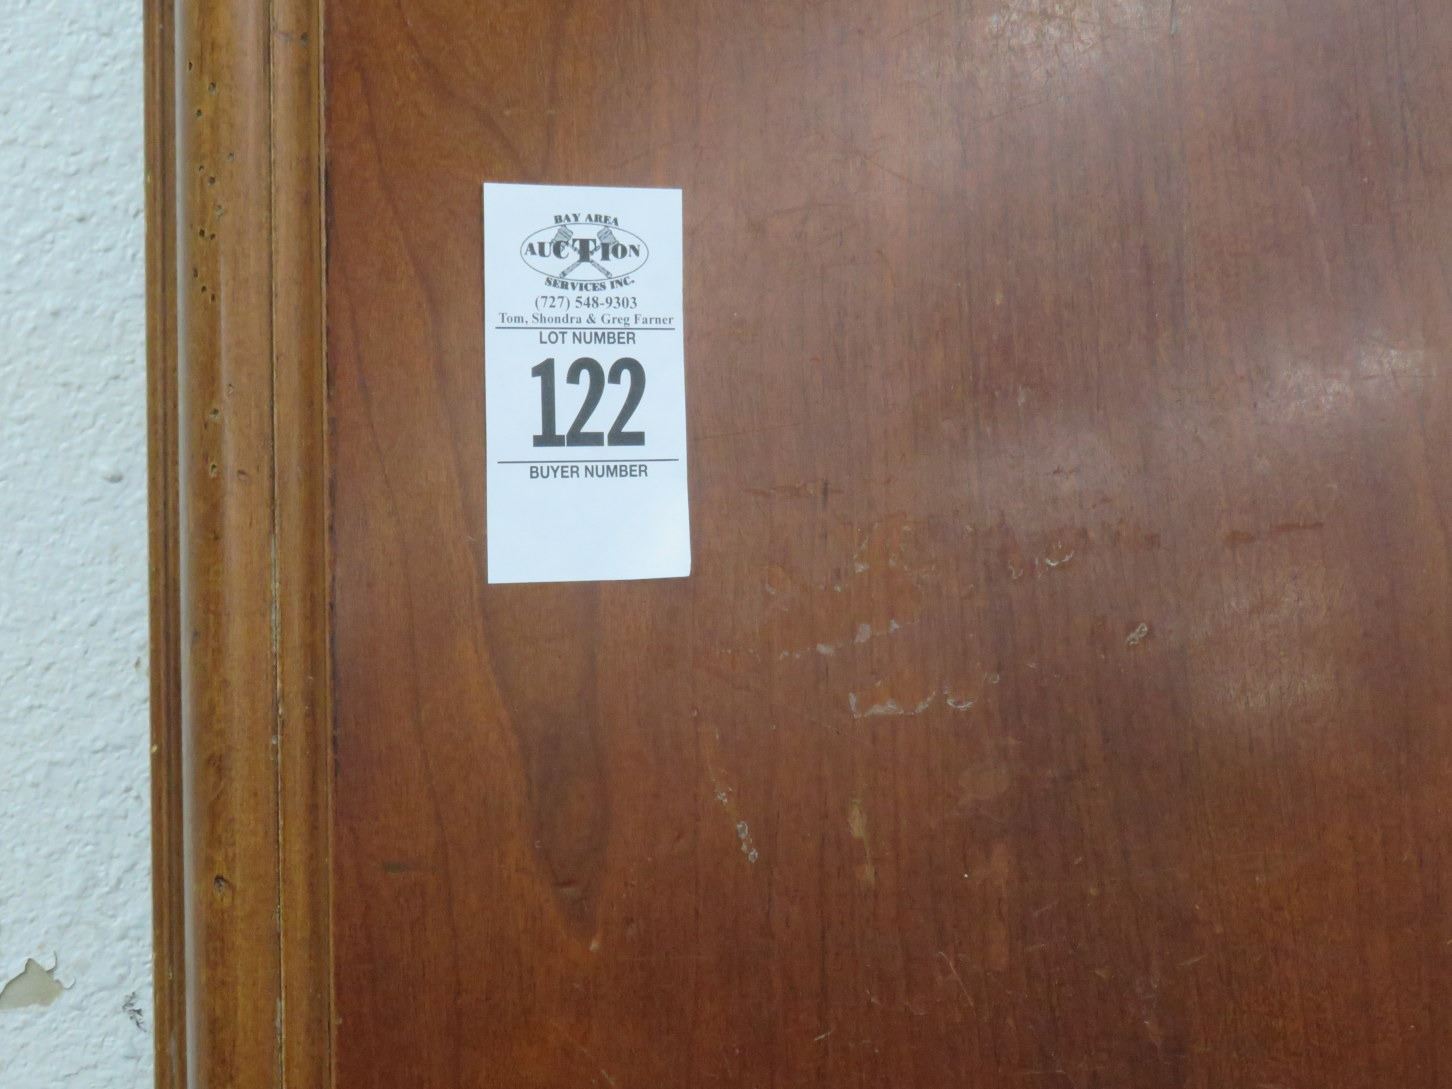 BAY AREA
AUCTION
SERVICES INC.
(727) 548-9303
Tom, Shondra & Greg Farner
LOT NUMBER
122
BUYER NUMBER